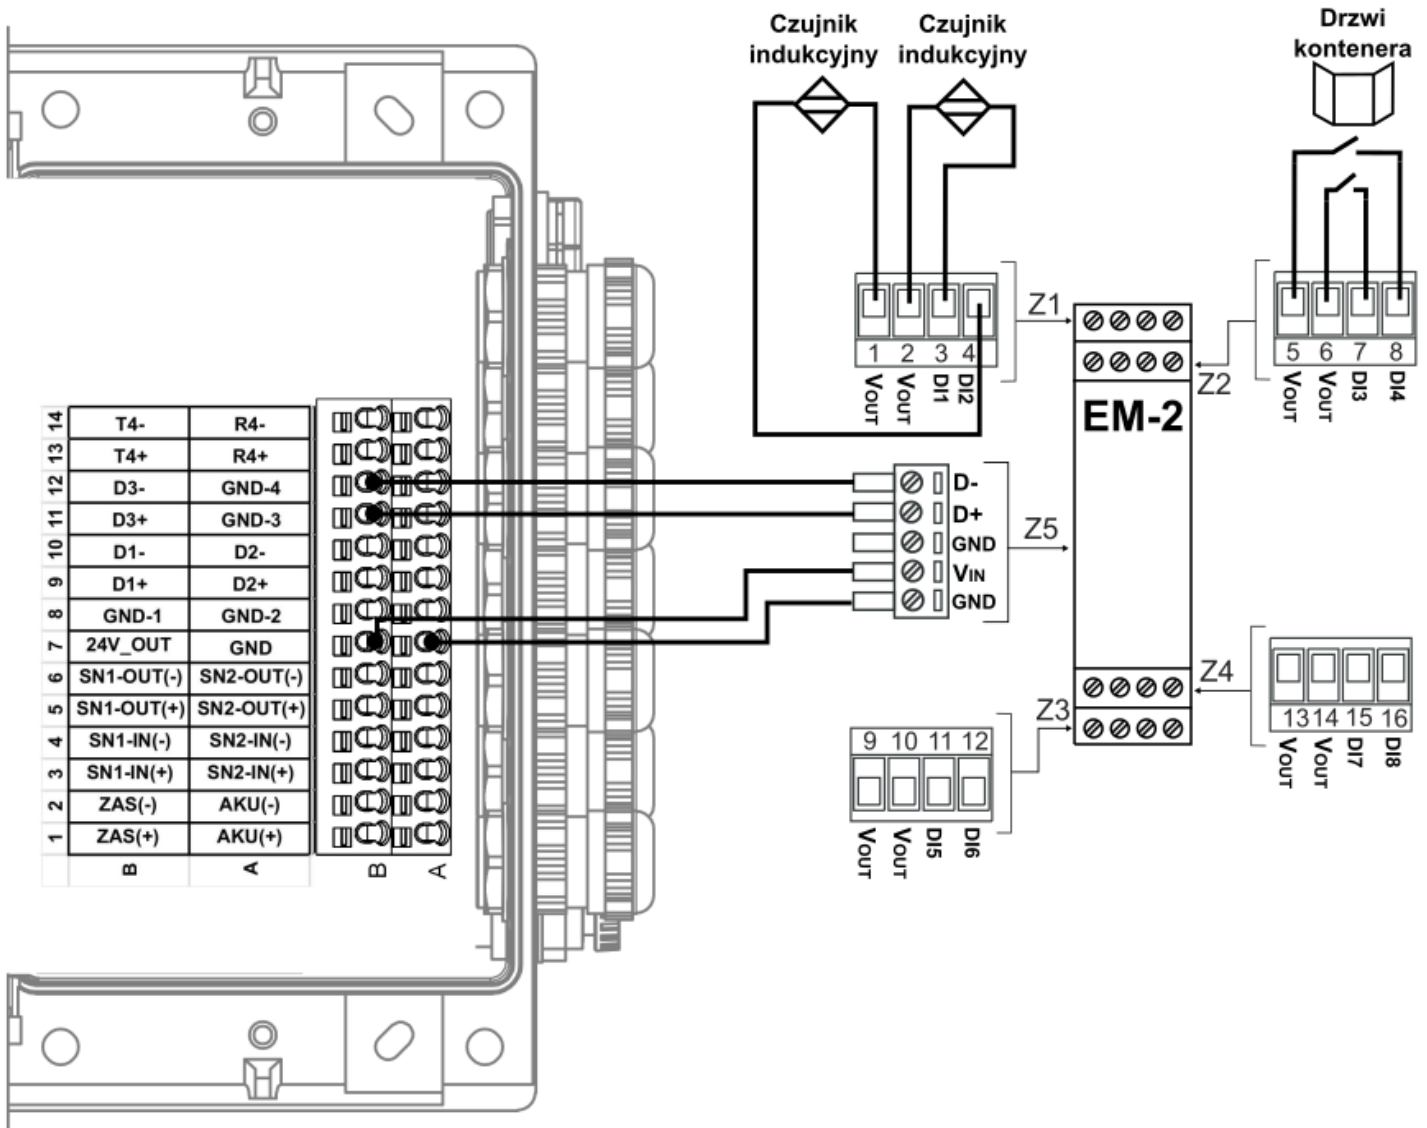 Czujnik
indukcyjny
Czujnik
indukcyjny
Drzwi
kontenera
1 2 3 4
VOUT VOUT DI1 DI2
Z1
5 6 7 8
VOUT VOUT DI3 DI4
Z2
EM-2
D-
D+
GND
VIN
GND
Z5
Z3
9 10 11 12
VOUT VOUT DI5 DI6
Z4
13 14 15 16
VOUT VOUT DI7 DI8
14 T4- R4-
13 T4+ R4+
12 D3- GND-4
11 D3+ GND-3
10 D1- D2-
9 D1+ D2+
8 GND-1 GND-2
7 24V_OUT GND
6 SN1-OUT(-) SN2-OUT(-)
5 SN1-OUT(+) SN2-OUT(+)
4 SN1-IN(-) SN2-IN(-)
3 SN1-IN(+) SN2-IN(+)
2 ZAS(-) AKU(-)
1 ZAS(+) AKU(+)
B A B A